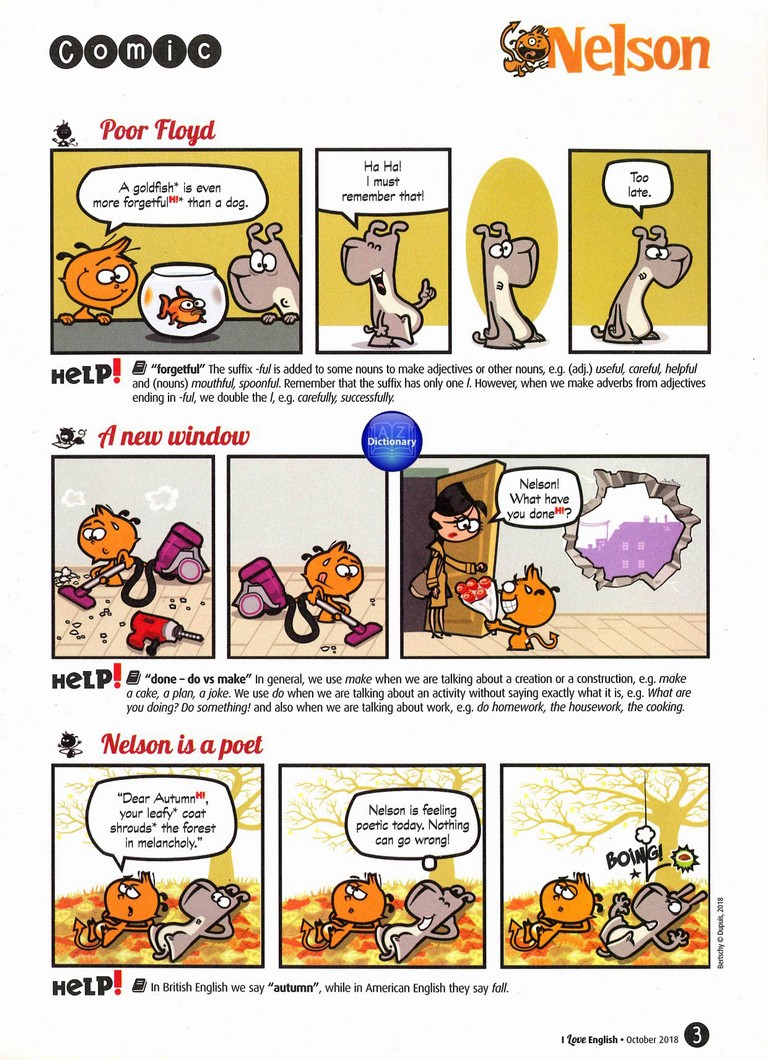 Comic
Nelson
Poor Floyd
A goldfish* is even
more forgetfulH!* than a dog.
Ha Ha!
I must
remember that!
Too
late.
HELP! "forgetful" The suffix -ful is added to some nouns to make adjectives or other nouns, e.g. (adj.) useful, careful, helpful
and (nouns) mouthful, spoonful. Remember that the suffix has only one l. However, when we make adverbs from adjectives
ending in -ful, we double the l, e.g. carefully, successfully.
A new window
A Z
Dictionary
Nelson!
What have
you doneH!?
HELP! "done – do vs make" In general, we use make when we are talking about a creation or a construction, e.g. make
a cake, a plan, a joke. We use do when we are talking about an activity without saying exactly what it is, e.g. What are
you doing? Do something! and also when we are talking about work, e.g. do homework, the housework, the cooking.
Nelson is a poet
"Dear AutumnH!,
your leafy* coat
shrouds* the forest
in melancholy."
Nelson is feeling
poetic today. Nothing
can go wrong!
BOING!
Bertschy © Dupuis, 2018
HELP! In British English we say "autumn", while in American English they say fall.
I Love English • October 2018 3